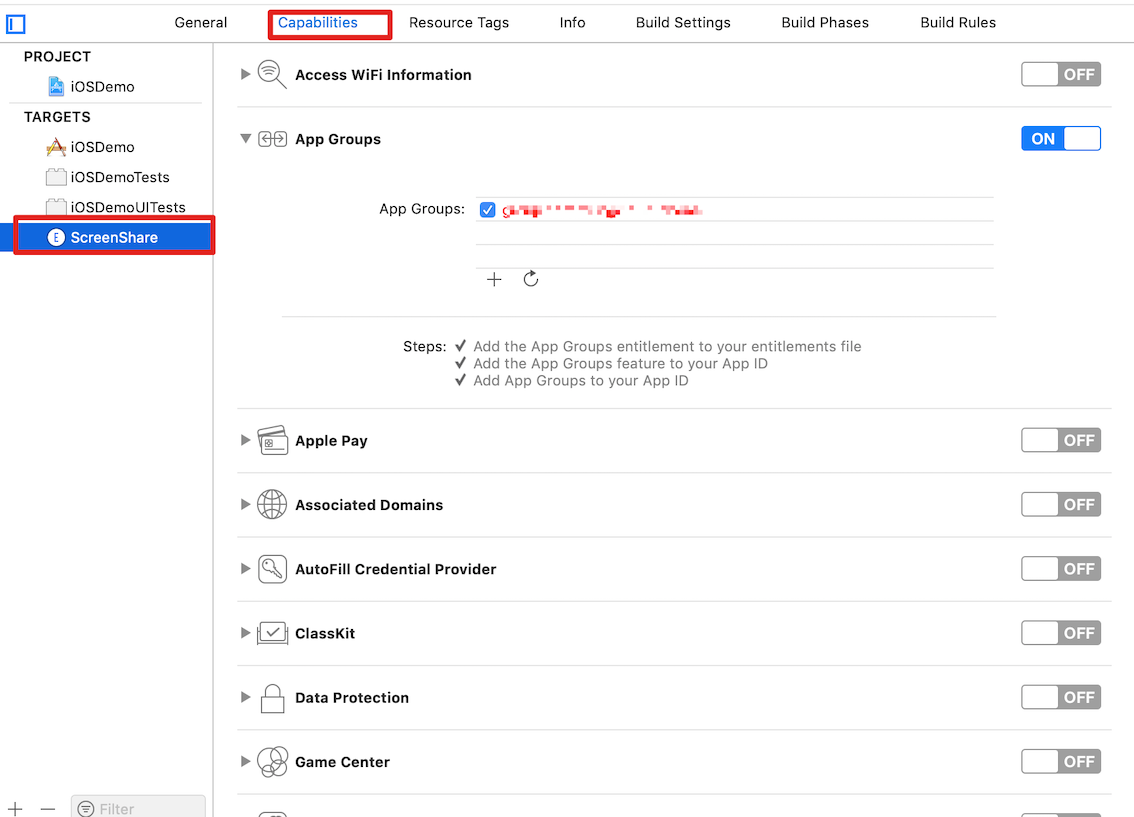 General Capabilities Resource Tags Info Build Settings Build Phases Build Rules
PROJECT
iOSDemo
TARGETS
iOSDemo
iOSDemoTests
iOSDemoUITests
E ScreenShare
Filter
Access WiFi Information OFF
App Groups ON
App Groups:
Steps: ✔ Add the App Groups entitlement to your entitlements file
✔ Add the App Groups feature to your App ID
✔ Add App Groups to your App ID
Apple Pay OFF
Associated Domains OFF
AutoFill Credential Provider OFF
ClassKit OFF
Data Protection OFF
Game Center OFF